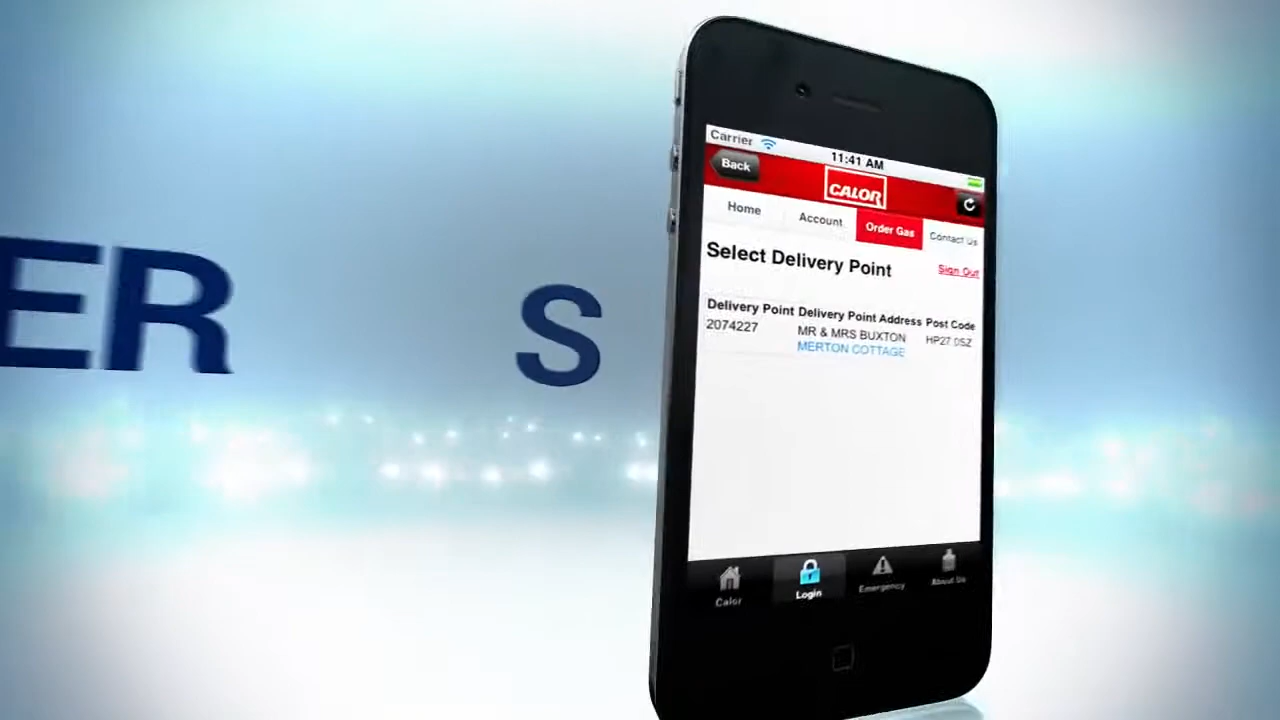 ER S
Carrier 11:41 AM
Back CALOR
Home Account Order Gas Contact Us
Select Delivery Point Sign Out
Delivery Point Delivery Point Address Post Code
2074227 MR & MRS BUXTON HP27 0SZ
MERTON COTTAGE
Calor Login Emergency About Us